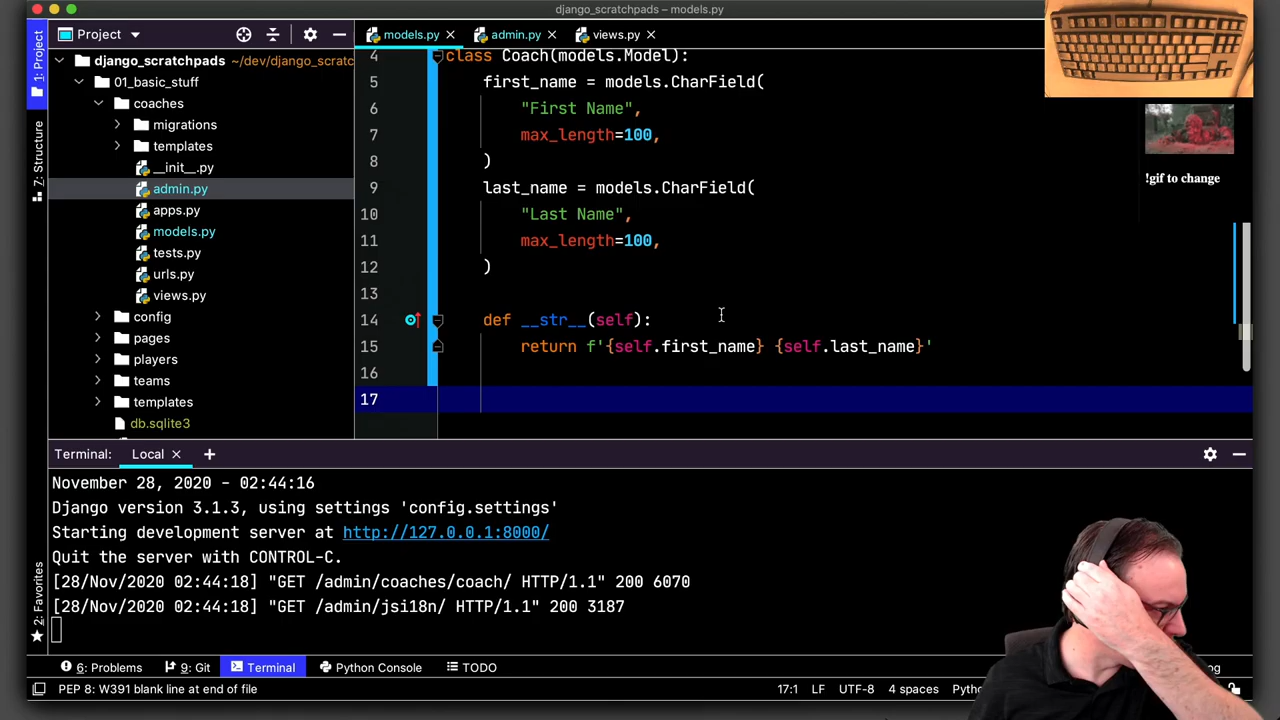 django_scratchpads – models.py
Project
models.py
admin.py
views.py
1: Project
7: Structure
2: Favorites
django_scratchpads ~/dev/django_scratc
01_basic_stuff
coaches
migrations
templates
__init__.py
admin.py
apps.py
models.py
tests.py
urls.py
views.py
config
pages
players
teams
templates
db.sqlite3
4 class Coach(models.Model):
5 first_name = models.CharField(
6 "First Name",
7 max_length=100,
8 )
9 last_name = models.CharField(
10 "Last Name",
11 max_length=100,
12 )
13
14 def __str__(self):
15 return f'{self.first_name} {self.last_name}'
16
17
!gif to change
Terminal: Local +
November 28, 2020 - 02:44:16
Django version 3.1.3, using settings 'config.settings'
Starting development server at http://127.0.0.1:8000/
Quit the server with CONTROL-C.
[28/Nov/2020 02:44:18] "GET /admin/coaches/coach/ HTTP/1.1" 200 6070
[28/Nov/2020 02:44:18] "GET /admin/jsi18n/ HTTP/1.1" 200 3187
6: Problems
9: Git
Terminal
Python Console
TODO
og
PEP 8: W391 blank line at end of file
17:1 LF UTF-8 4 spaces Pytho